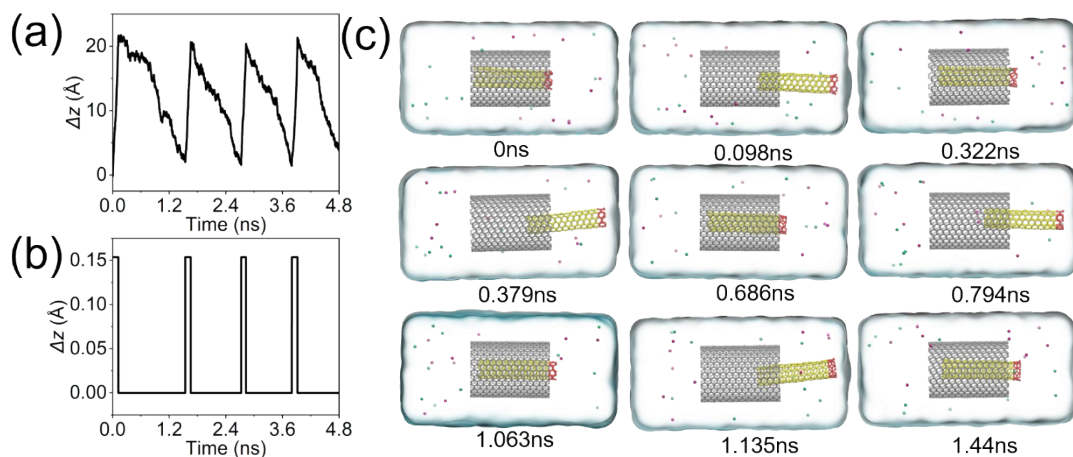 (a)
20
10
0
Δz (Å)
0.0 1.2 2.4 3.6 4.8
Time (ns)
(b)
0.15
0.10
0.05
0.00
Δz (Å)
0.0 1.2 2.4 3.6 4.8
Time (ns)
(c)
0ns 0.098ns 0.322ns
0.379ns 0.686ns 0.794ns
1.063ns 1.135ns 1.44ns